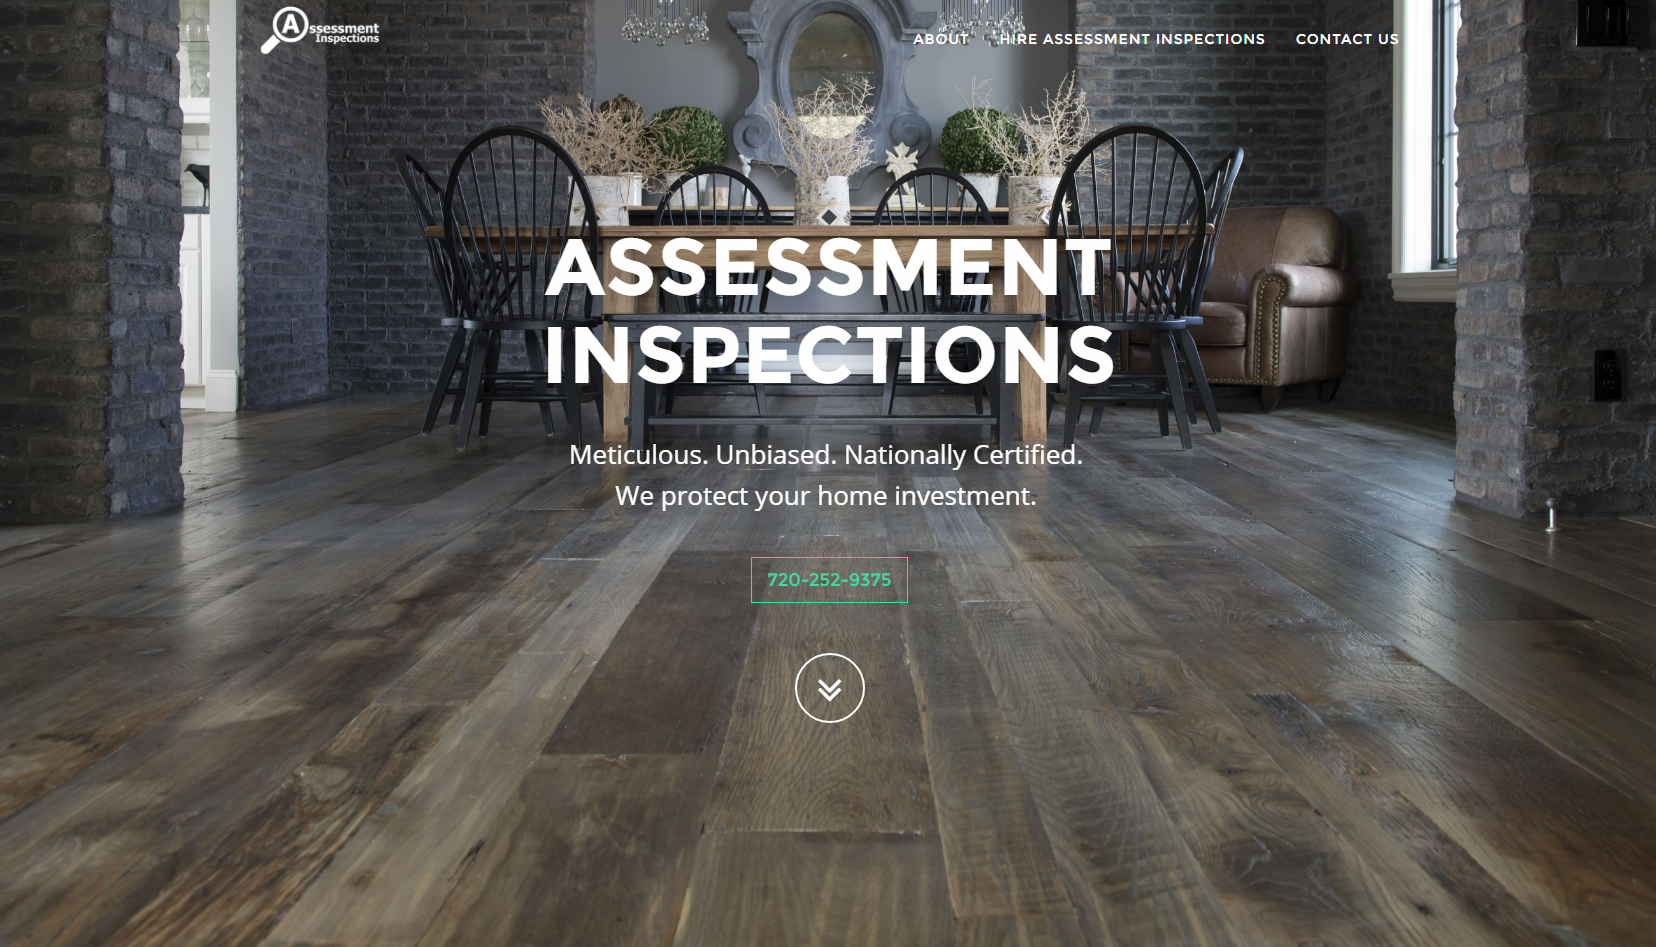 Assessment
Inspections
ABOUT
HIRE ASSESSMENT INSPECTIONS
CONTACT US
ASSESSMENT
INSPECTIONS
Meticulous. Unbiased. Nationally Certified.
We protect your home investment.
720-252-9375